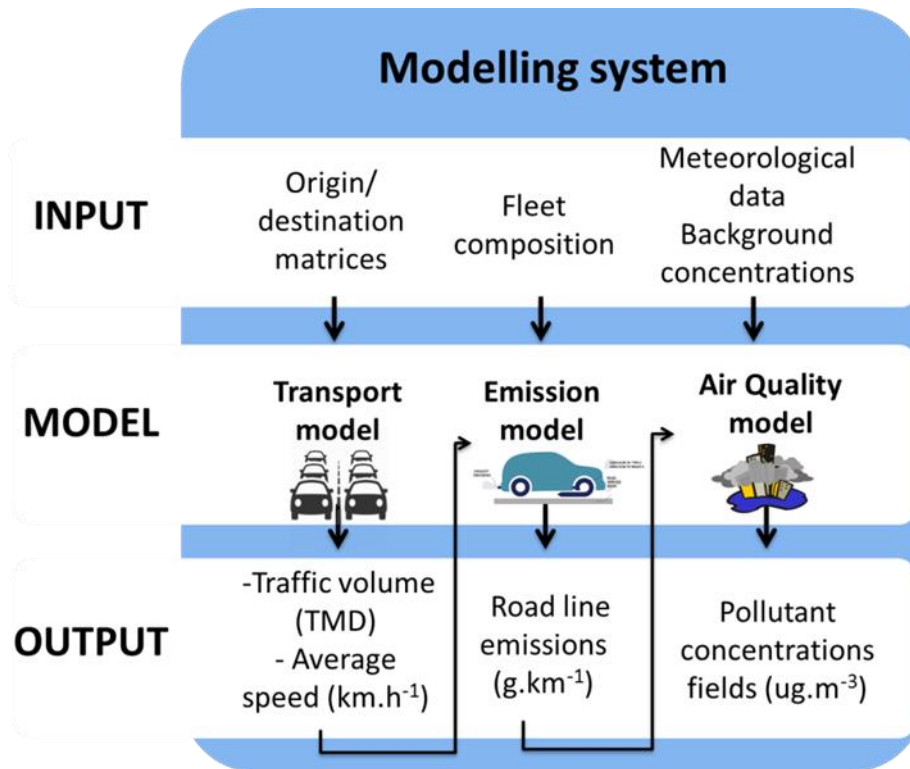 Modelling system
INPUT
Origin/
destination
matrices
Fleet
composition
Meteorological
data
Background
concentrations
MODEL
Transport
model
Emission
model
Air Quality
model
OUTPUT
-Traffic volume
(TMD)
- Average
speed (km.h⁻¹)
Road line
emissions
(g.km⁻¹)
Pollutant
concentrations
fields (ug.m⁻³)